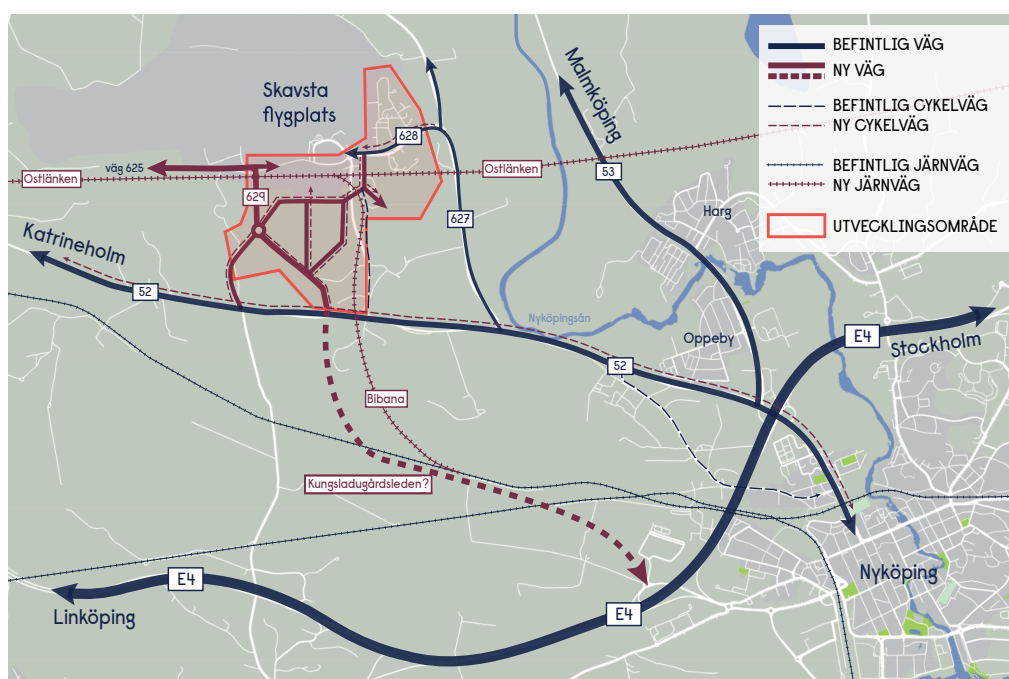 BEFINTLIG VÄG
NY VÄG
BEFINTLIG CYKELVÄG
NY CYKELVÄG
BEFINTLIG JÄRNVÄG
NY JÄRNVÄG
UTVECKLINGSOMRÅDE
Skavsta
flygplats
Malmköping
628
väg 625
Ostlänken
Ostlänken
53
629
627
Harg
Katrineholm
52
Nyköpingsån
Oppeby
E4
Stockholm
52
Bibana
Kungsladugårdsleden?
E4
Nyköping
Linköping
E4